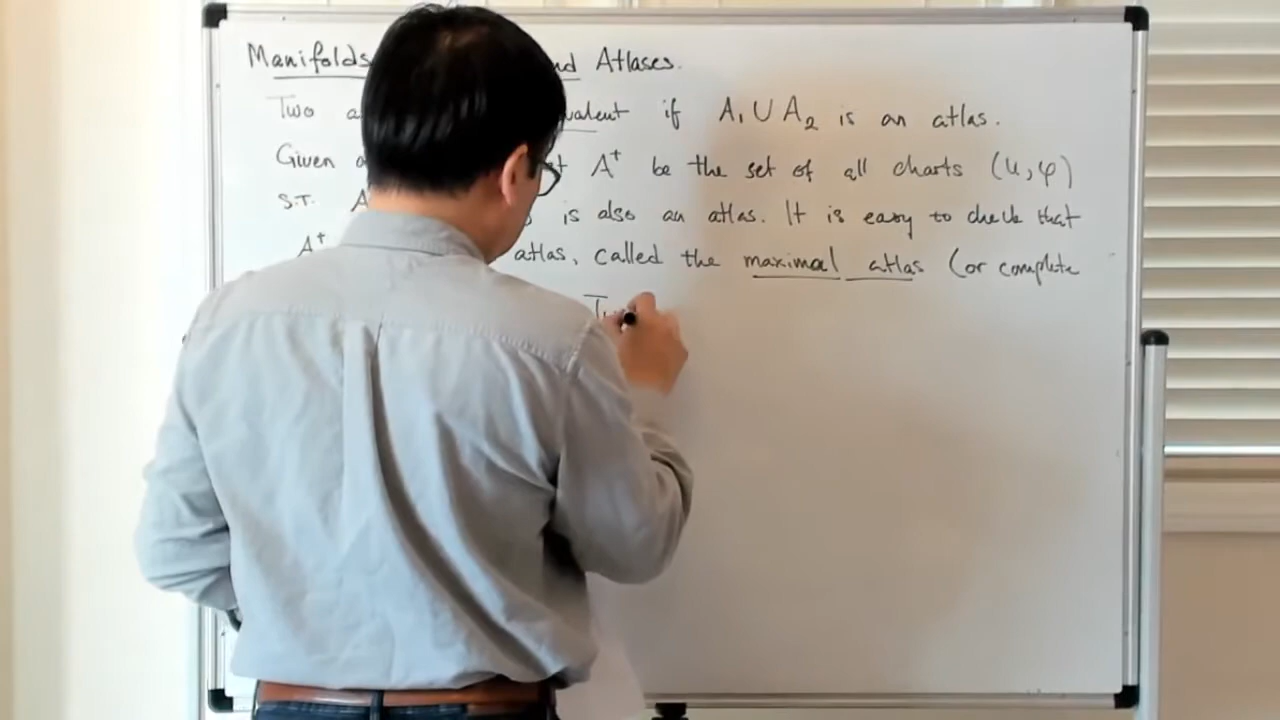 Manifolds and Atlases.
Two if A₁ ∪ A₂ is an atlas.
Given A⁺ be the set of all charts (U, φ)
S.T. A is also an atlas. It is easy to check that
A⁺ atlas, called the maximal atlas (or complete